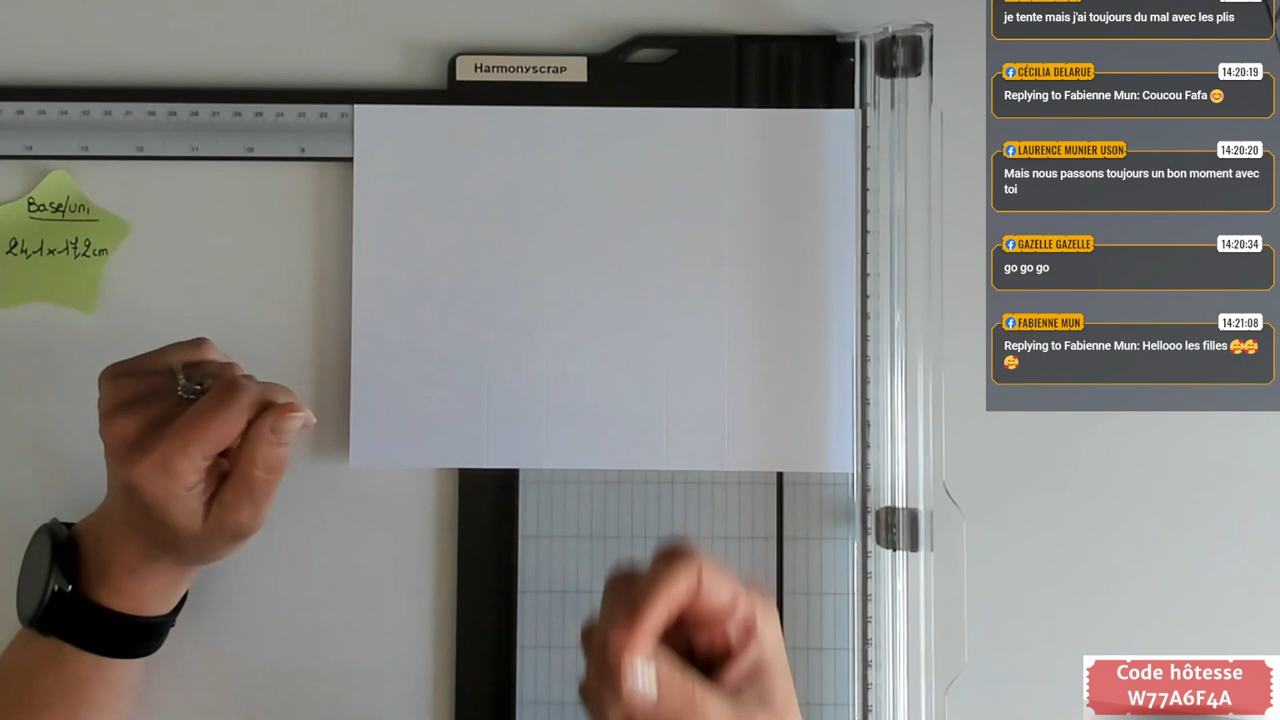 Harmonyscrap
Base/uni
24,1x17,2cm
je tente mais j'ai toujours du mal avec les plis
CÉCILIA DELARUE
14:20:19
Replying to Fabienne Mun: Coucou Fafa 😊
LAURENCE MUNIER USON
14:20:20
Mais nous passons toujours un bon moment avec
toi
GAZELLE GAZELLE
14:20:34
go go go
FABIENNE MUN
14:21:08
Replying to Fabienne Mun: Hellooo les filles 🥰🥰
🥰
Code hôtesse
W77A6F4A